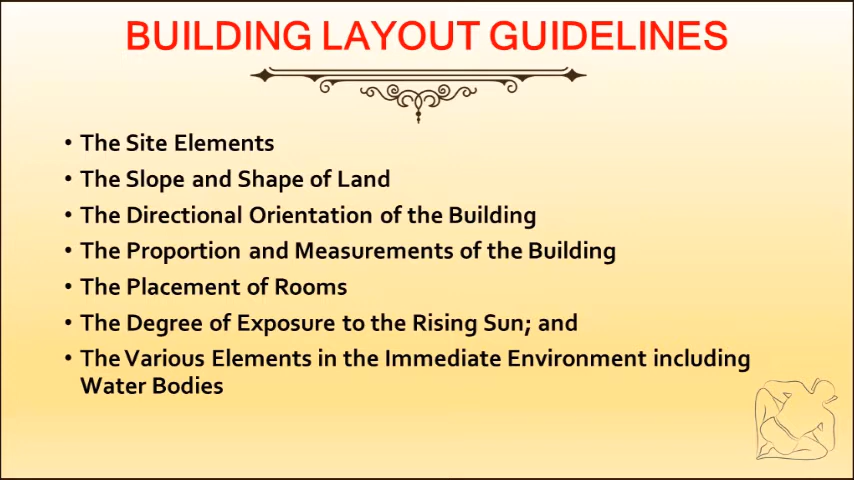 BUILDING LAYOUT GUIDELINES
• The Site Elements
• The Slope and Shape of Land
• The Directional Orientation of the Building
• The Proportion and Measurements of the Building
• The Placement of Rooms
• The Degree of Exposure to the Rising Sun; and
• The Various Elements in the Immediate Environment including
Water Bodies